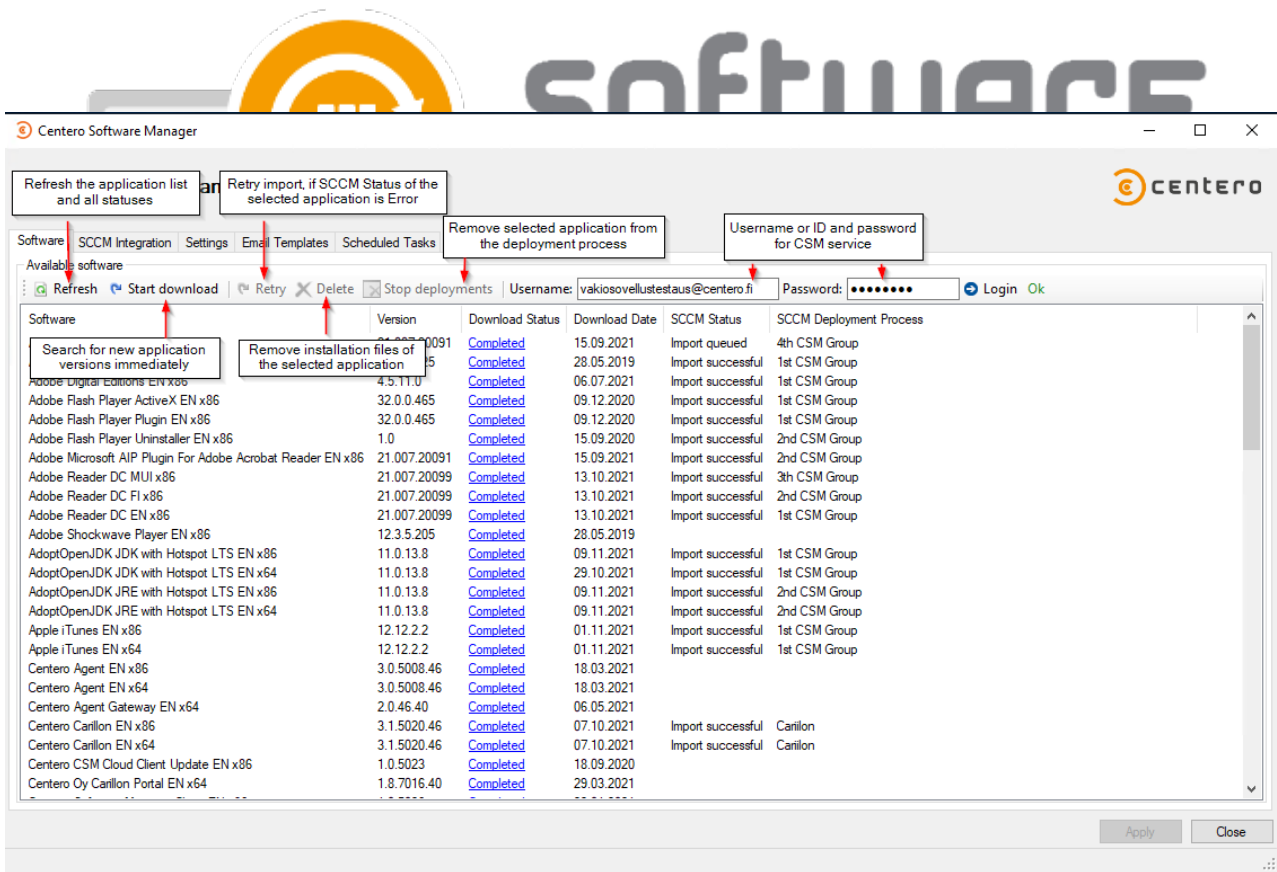 software
Centero Software Manager
centero
Refresh the application list
and all statuses
Retry import, if SCCM Status of the
selected application is Error
Remove selected application from
the deployment process
Username or ID and password
for CSM service
Software SCCM Integration Settings Email Templates Scheduled Tasks
Available software
Refresh Start download Retry Delete Stop deployments Username: vakiosovellustestaus@centero.fi Password: ●●●●●●●● Login Ok
Software Version Download Status Download Date SCCM Status SCCM Deployment Process
Search for new application
versions immediately
Remove installation files of
the selected application
Completed 15.09.2021 Import queued 4th CSM Group
Completed 28.05.2019 Import successful 1st CSM Group
Adobe Digital Editions EN x86 4.5.11.0 Completed 06.07.2021 Import successful 1st CSM Group
Adobe Flash Player ActiveX EN x86 32.0.0.465 Completed 09.12.2020 Import successful 1st CSM Group
Adobe Flash Player Plugin EN x86 32.0.0.465 Completed 09.12.2020 Import successful 1st CSM Group
Adobe Flash Player Uninstaller EN x86 1.0 Completed 15.09.2020 Import successful 2nd CSM Group
Adobe Microsoft AIP Plugin For Adobe Acrobat Reader EN x86 21.007.20091 Completed 15.09.2021 Import successful 2nd CSM Group
Adobe Reader DC MUI x86 21.007.20099 Completed 13.10.2021 Import successful 3th CSM Group
Adobe Reader DC FI x86 21.007.20099 Completed 13.10.2021 Import successful 2nd CSM Group
Adobe Reader DC EN x86 21.007.20099 Completed 13.10.2021 Import successful 1st CSM Group
Adobe Shockwave Player EN x86 12.3.5.205 Completed 28.05.2019
AdoptOpenJDK JDK with Hotspot LTS EN x86 11.0.13.8 Completed 09.11.2021 Import successful 1st CSM Group
AdoptOpenJDK JDK with Hotspot LTS EN x64 11.0.13.8 Completed 29.10.2021 Import successful 1st CSM Group
AdoptOpenJDK JRE with Hotspot LTS EN x86 11.0.13.8 Completed 09.11.2021 Import successful 2nd CSM Group
AdoptOpenJDK JRE with Hotspot LTS EN x64 11.0.13.8 Completed 09.11.2021 Import successful 2nd CSM Group
Apple iTunes EN x86 12.12.2.2 Completed 01.11.2021 Import successful 1st CSM Group
Apple iTunes EN x64 12.12.2.2 Completed 01.11.2021 Import successful 1st CSM Group
Centero Agent EN x86 3.0.5008.46 Completed 18.03.2021
Centero Agent EN x64 3.0.5008.46 Completed 18.03.2021
Centero Agent Gateway EN x64 2.0.46.40 Completed 06.05.2021
Centero Carillon EN x86 3.1.5020.46 Completed 07.10.2021 Import successful Cariilon
Centero Carillon EN x64 3.1.5020.46 Completed 07.10.2021 Import successful Cariilon
Centero CSM Cloud Client Update EN x86 1.0.5023 Completed 18.09.2020
Centero Oy Carillon Portal EN x64 1.8.7016.40 Completed 29.03.2021
Apply Close